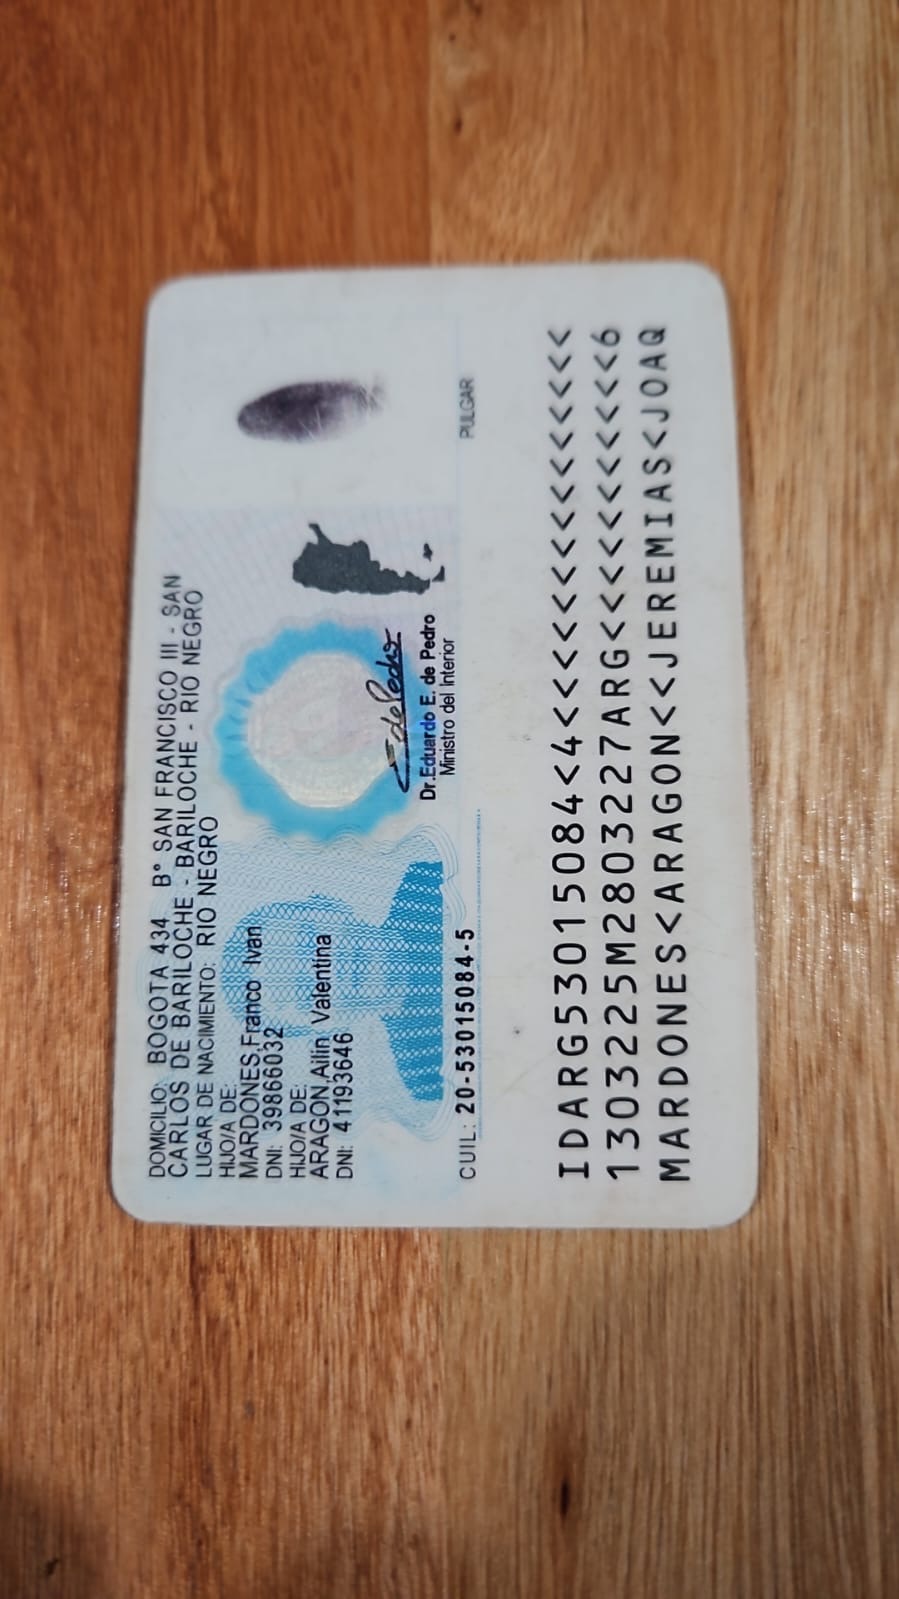 DOMICILIO: BOGOTA 434 B° SAN FRANCISCO III - SAN
CARLOS DE BARILOCHE - BARILOCHE - RIO NEGRO
LUGAR DE NACIMIENTO: RIO NEGRO
HIJO/A DE:
MARDONES,Franco Ivan
DNI: 39866032
HIJO/A DE:
ARAGON,Ailin Valentina
DNI: 41193646
Dr.Eduardo E. de Pedro
Ministro del Interior
PULGAR
CUIL: 20-53015084-5
IDARG53015084<4<<<<<<<<<<<<<<<
1303225M2803227ARG<<<<<<<<<<<6
MARDONES<ARAGON<<JEREMIAS<JOAQ